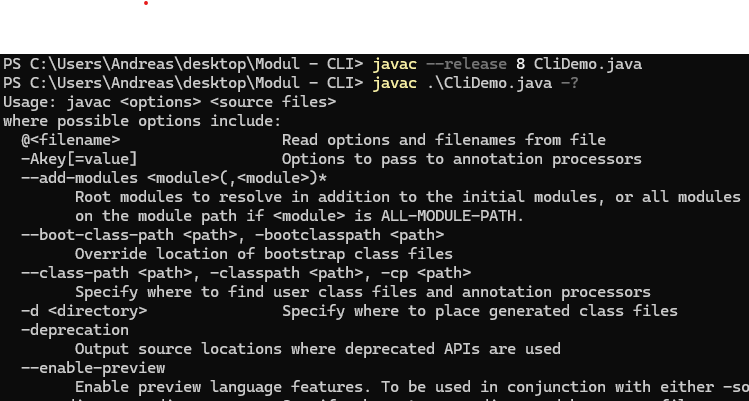 PS C:\Users\Andreas\desktop\Modul - CLI> javac --release 8 CliDemo.java
PS C:\Users\Andreas\desktop\Modul - CLI> javac .\CliDemo.java -?
Usage: javac <options> <source files>
where possible options include:
@<filename> Read options and filenames from file
-Akey[=value] Options to pass to annotation processors
--add-modules <module>(,<module>)*
Root modules to resolve in addition to the initial modules, or all modules
on the module path if <module> is ALL-MODULE-PATH.
--boot-class-path <path>, -bootclasspath <path>
Override location of bootstrap class files
--class-path <path>, -classpath <path>, -cp <path>
Specify where to find user class files and annotation processors
-d <directory> Specify where to place generated class files
-deprecation
Output source locations where deprecated APIs are used
--enable-preview
Enable preview language features. To be used in conjunction with either -so